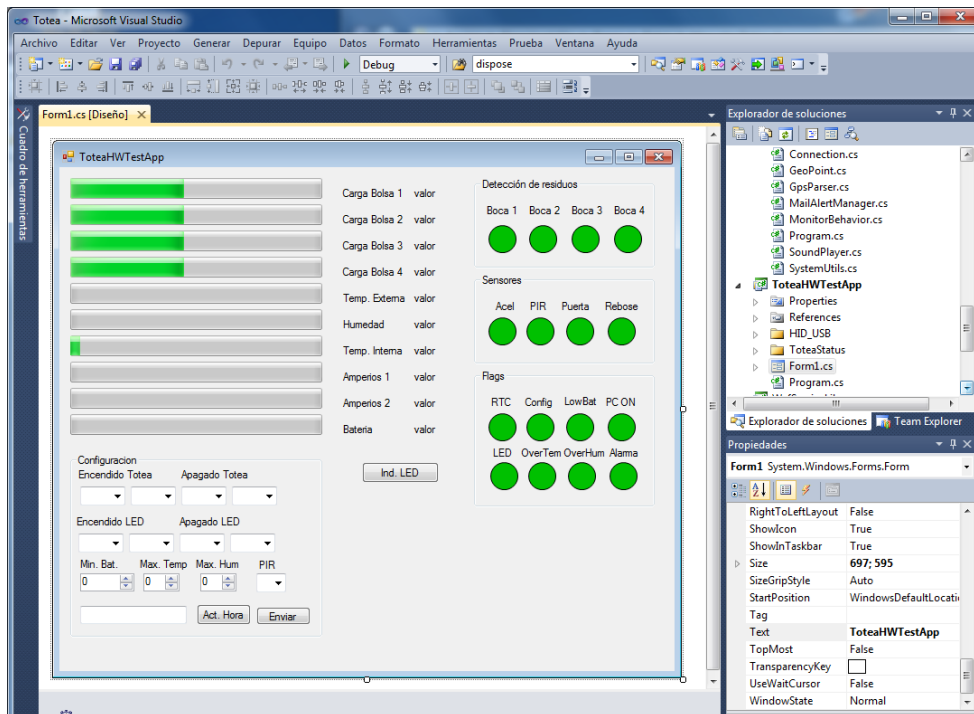 Totea - Microsoft Visual Studio
Archivo Editar Ver Proyecto Generar Depurar Equipo Datos Formato Herramientas Prueba Ventana Ayuda
Debug dispose
Cuadro de herramientas
Form1.cs [Diseño]
ToteaHWTestApp
Carga Bolsa 1 valor
Carga Bolsa 2 valor
Carga Bolsa 3 valor
Carga Bolsa 4 valor
Temp. Externa valor
Humedad valor
Temp. Interna valor
Amperios 1 valor
Amperios 2 valor
Bateria valor
Ind. LED
Detección de residuos
Boca 1 Boca 2 Boca 3 Boca 4
Sensores
Acel PIR Puerta Rebose
Flags
RTC Config LowBat PC ON
LED OverTem OverHum Alarma
Configuracion
Encendido Totea Apagado Totea
Encendido LED Apagado LED
Min. Bat. Max. Temp Max. Hum PIR
0 0 0
Act. Hora Enviar
Explorador de soluciones
Connection.cs
GeoPoint.cs
GpsParser.cs
MailAlertManager.cs
MonitorBehavior.cs
Program.cs
SoundPlayer.cs
SystemUtils.cs
ToteaHWTestApp
Properties
References
HID_USB
ToteaStatus
Form1.cs
Program.cs
Explorador de soluciones Team Explorer
Propiedades
Form1 System.Windows.Forms.Form
RightToLeftLayout False
ShowIcon True
ShowInTaskbar True
Size 697; 595
SizeGripStyle Auto
StartPosition WindowsDefaultLocati
Tag
Text ToteaHWTestApp
TopMost False
TransparencyKey
UseWaitCursor False
WindowState Normal